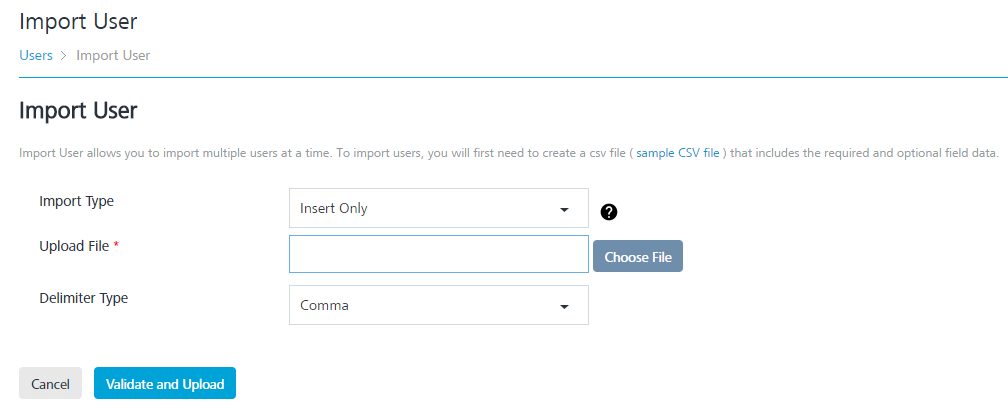 Import User
Users > Import User
Import User
Import User allows you to import multiple users at a time. To import users, you will first need to create a csv file ( sample CSV file ) that includes the required and optional field data.
Import Type
Insert Only
?
Upload File *
Choose File
Delimiter Type
Comma
Cancel
Validate and Upload